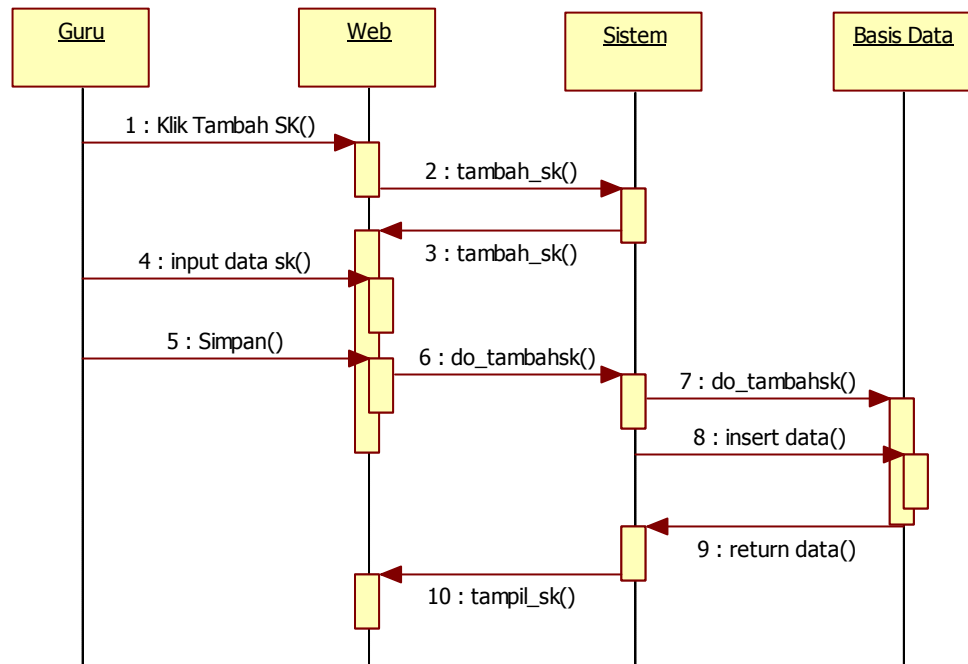 Guru
Web
Sistem
Basis Data
1 : Klik Tambah SK()
2 : tambah_sk()
3 : tambah_sk()
4 : input data sk()
5 : Simpan()
6 : do_tambahsk()
7 : do_tambahsk()
8 : insert data()
9 : return data()
10 : tampil_sk()